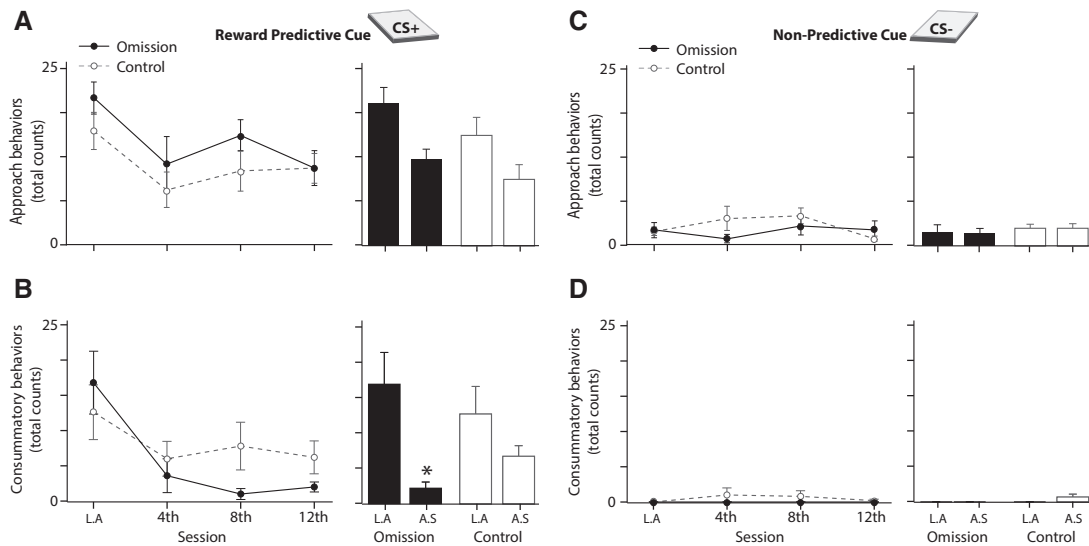 A
Reward Predictive Cue
CS+
Omission
Control
25
0
Approach behaviors
(total counts)
C
Non-Predictive Cue
CS-
Omission
Control
25
0
Approach behaviors
(total counts)
B
25
0
Consummatory behaviors
(total counts)
L.A 4th 8th 12th
Session
*
L.A A.S L.A A.S
Omission Control
D
25
0
Consummatory behaviors
(total counts)
L.A 4th 8th 12th
Session
L.A A.S L.A A.S
Omission Control